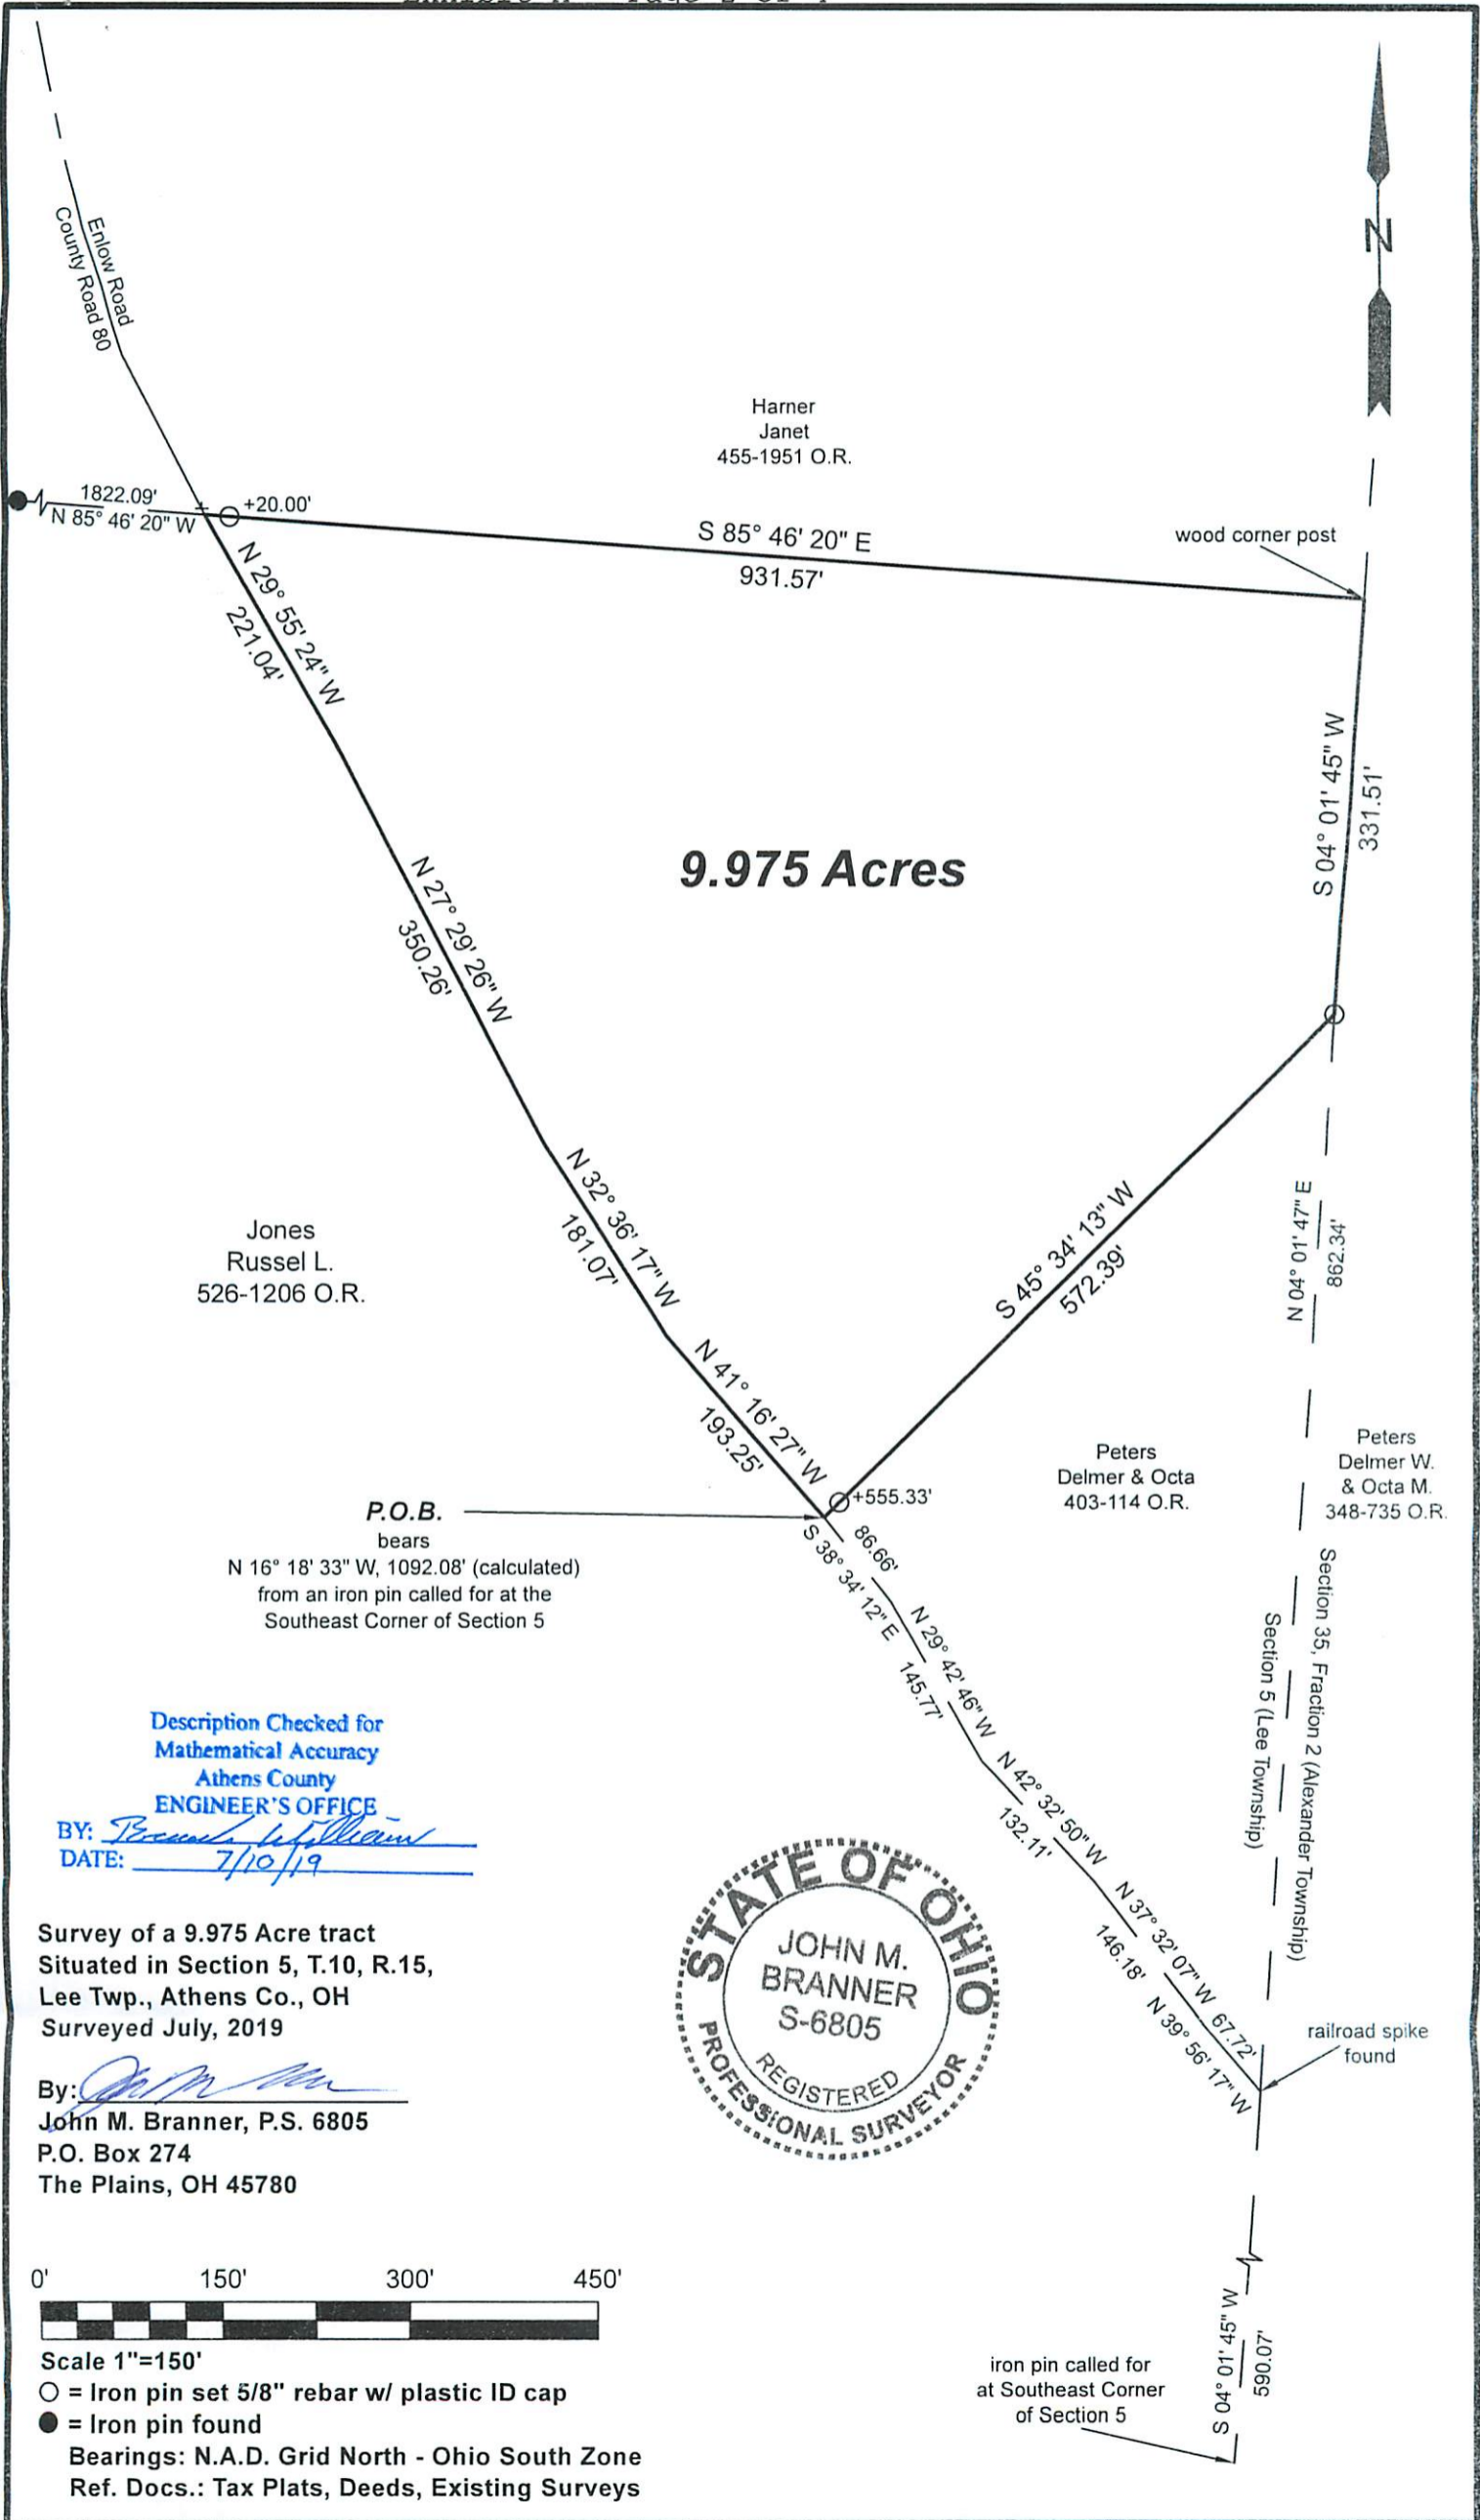 Enlow Road
County Road 80
N
Harner
Janet
455-1951 O.R.
1822.09'
N 85° 46' 20" W
+20.00'
S 85° 46' 20" E
931.57'
wood corner post
N 29° 55' 24" W
221.04'
S 04° 01' 45" W
331.51'
9.975 Acres
N 27° 29' 26" W
350.26'
N 32° 36' 17" W
181.07'
Jones
Russel L.
526-1206 O.R.
S 45° 34' 13" W
572.39'
N 04° 01' 47" E
862.34'
N 41° 16' 27" W
193.25'
Peters
Delmer & Octa
403-114 O.R.
Peters
Delmer W.
& Octa M.
348-735 O.R.
+555.33'
P.O.B.
bears
N 16° 18' 33" W, 1092.08' (calculated)
from an iron pin called for at the
Southeast Corner of Section 5
86.66'
S 38° 34' 12" E
N 29° 42' 46" W
145.77'
N 42° 32' 50" W
132.11'
N 37° 32' 07" W
146.18'
67.72'
N 39° 56' 17" W
Section 35, Fraction 2 (Alexander Township)
Section 5 (Lee Township)
railroad spike
found
Description Checked for
Mathematical Accuracy
Athens County
ENGINEER'S OFFICE
BY:
DATE: 7/10/19
Survey of a 9.975 Acre tract
Situated in Section 5, T.10, R.15,
Lee Twp., Athens Co., OH
Surveyed July, 2019
By:
John M. Branner, P.S. 6805
P.O. Box 274
The Plains, OH 45780
STATE OF OHIO
JOHN M.
BRANNER
S-6805
REGISTERED
PROFESSIONAL SURVEYOR
0' 150' 300' 450'
Scale 1"=150'
= Iron pin set 5/8" rebar w/ plastic ID cap
= Iron pin found
Bearings: N.A.D. Grid North - Ohio South Zone
Ref. Docs.: Tax Plats, Deeds, Existing Surveys
S 04° 01' 45" W
590.07'
iron pin called for
at Southeast Corner
of Section 5